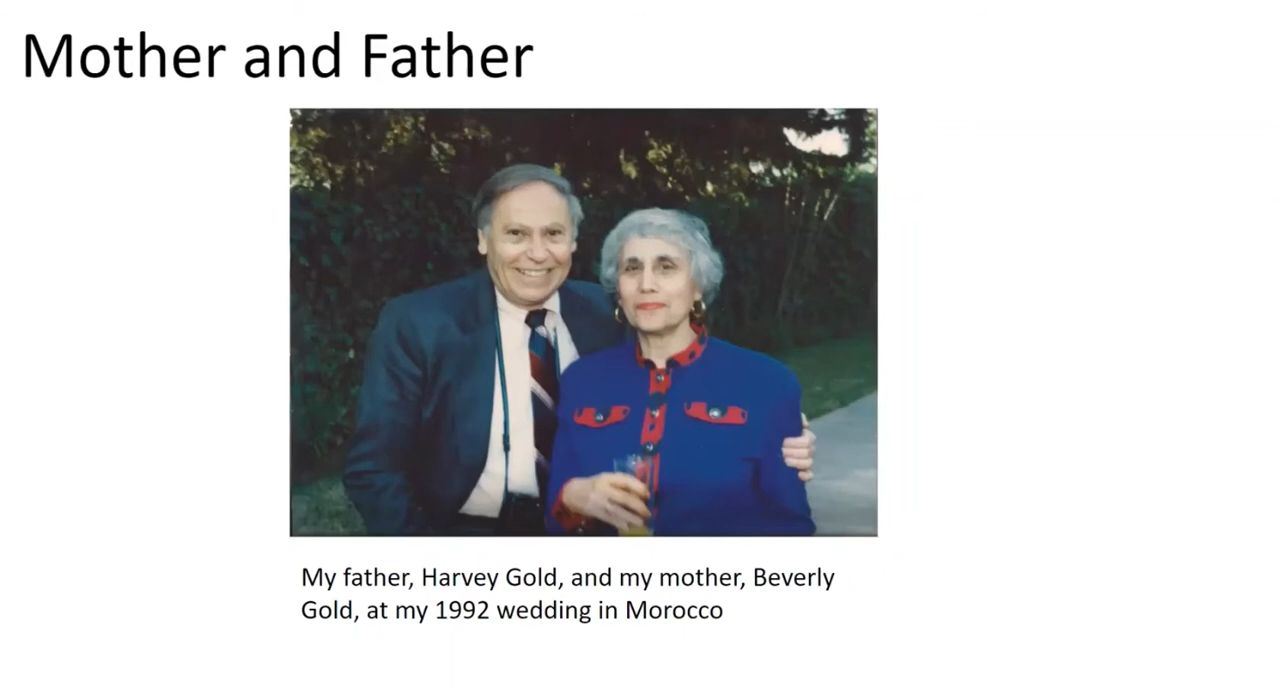 Mother and Father
My father, Harvey Gold, and my mother, Beverly
Gold, at my 1992 wedding in Morocco